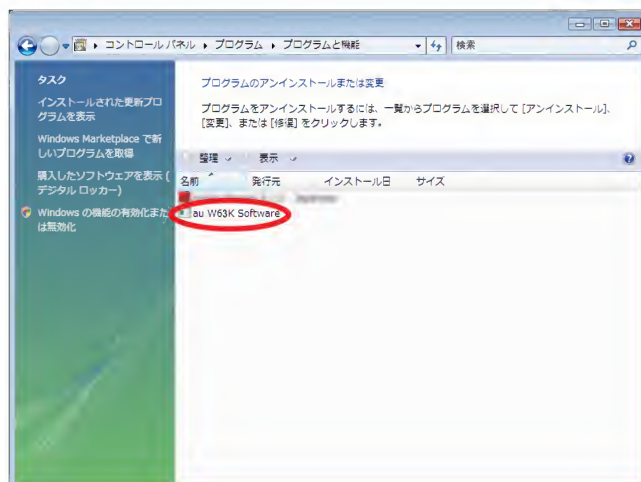 コントロール パネル ▸ プログラム ▸ プログラムと機能
検索
タスク
インストールされた更新プロ
グラムを表示
Windows Marketplace で新
しいプログラムを取得
購入したソフトウェアを表示 (
デジタル ロッカー)
Windows の機能の有効化また
は無効化
プログラムのアンインストールまたは変更
プログラムをアンインストールするには、一覧からプログラムを選択して [アンインストール]、
[変更]、または [修復] をクリックします。
整理 表示
名前 発行元 インストール日 サイズ
au W63K Software